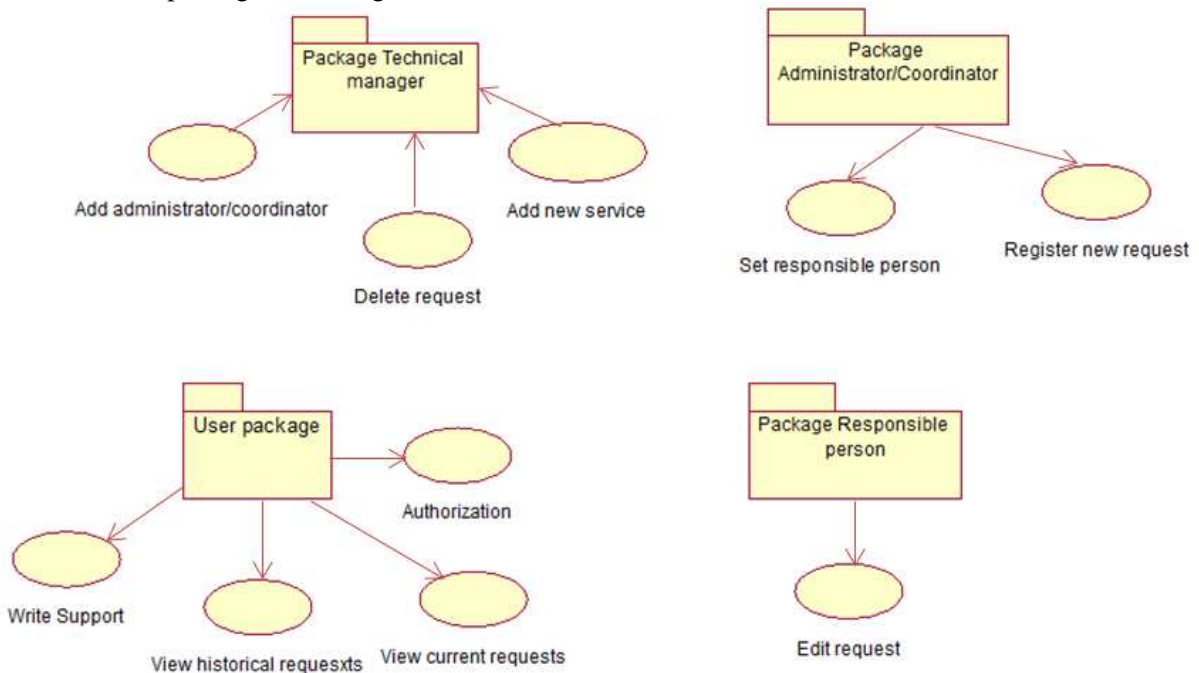 Package Technical
manager
Add administrator/coordinator
Add new service
Delete request
Package
Administrator/Coordinator
Set responsible person
Register new request
User package
Authorization
Write Support
View historical requesxts
View current requests
Package Responsible
person
Edit request